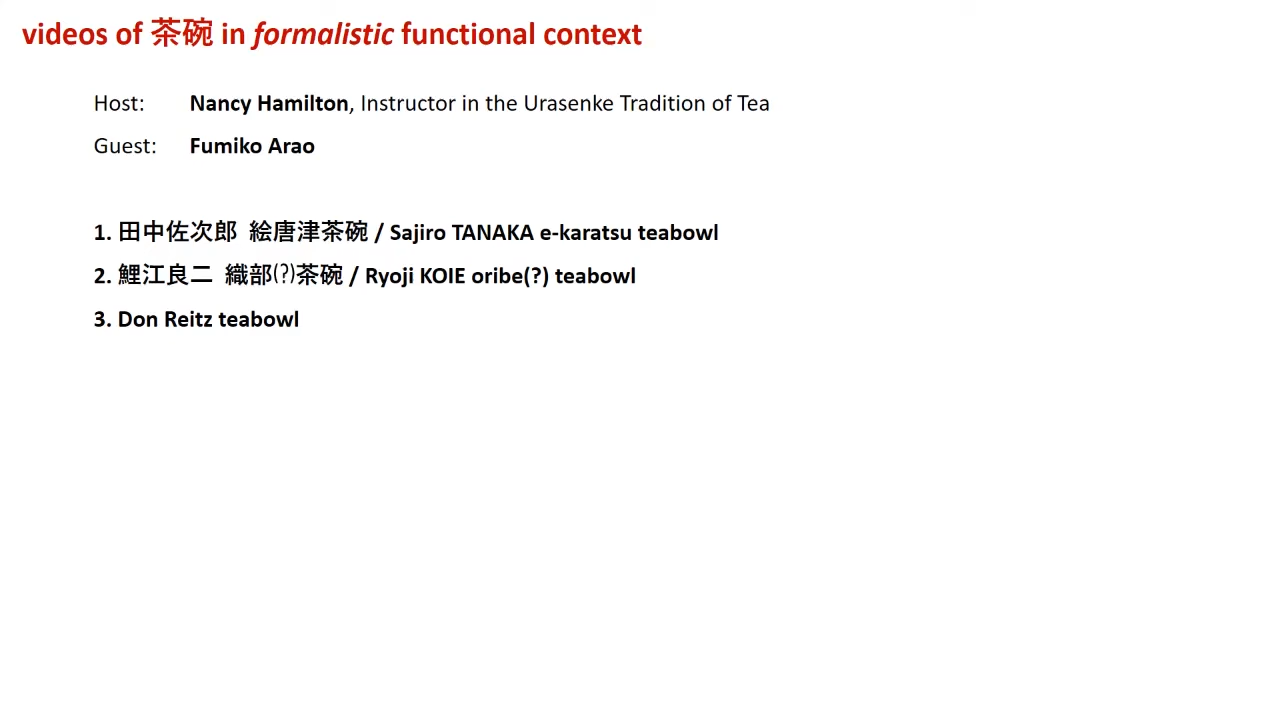 videos of 茶碗 in formalistic functional context
Host: Nancy Hamilton, Instructor in the Urasenke Tradition of Tea
Guest: Fumiko Arao
1. 田中佐次郎 絵唐津茶碗 / Sajiro TANAKA e-karatsu teabowl
2. 鯉江良二 織部(?)茶碗 / Ryoji KOIE oribe(?) teabowl
3. Don Reitz teabowl